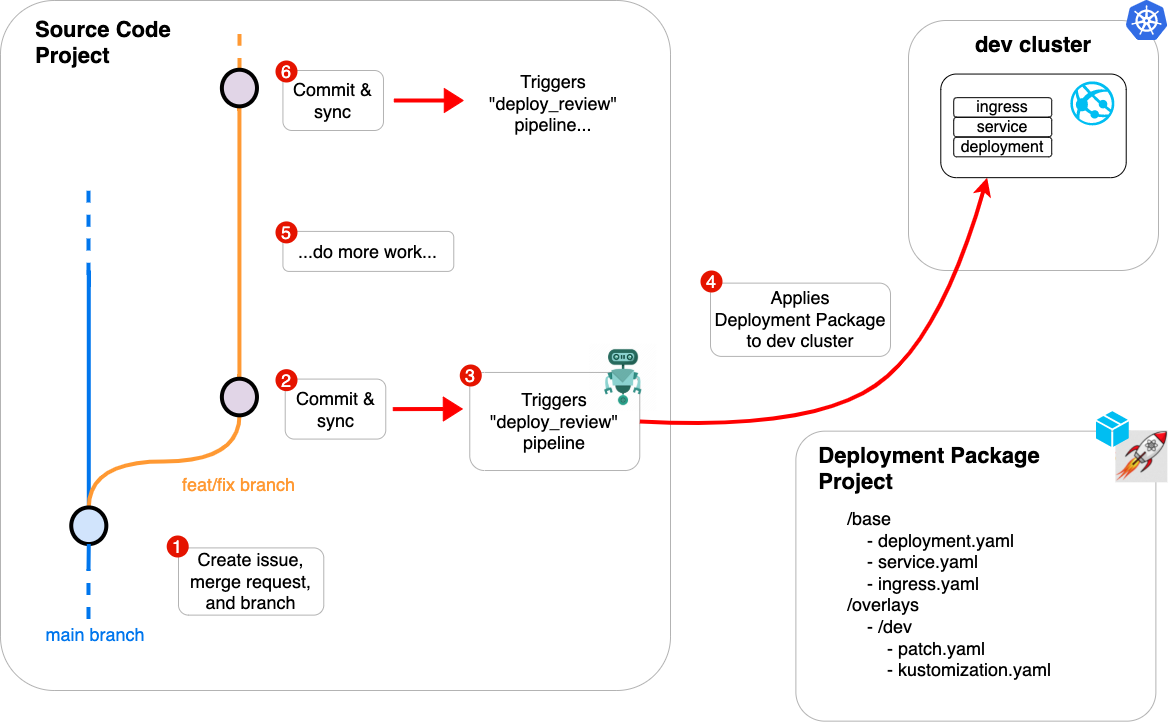 Source Code
Project
6
Commit &
sync
Triggers
"deploy_review"
pipeline...
5
...do more work...
2
Commit &
sync
3
Triggers
"deploy_review"
pipeline
feat/fix branch
1
Create issue,
merge request,
and branch
main branch
4
Applies
Deployment Package
to dev cluster
dev cluster
ingress
service
deployment
Deployment Package
Project
/base
- deployment.yaml
- service.yaml
- ingress.yaml
/overlays
- /dev
- patch.yaml
- kustomization.yaml